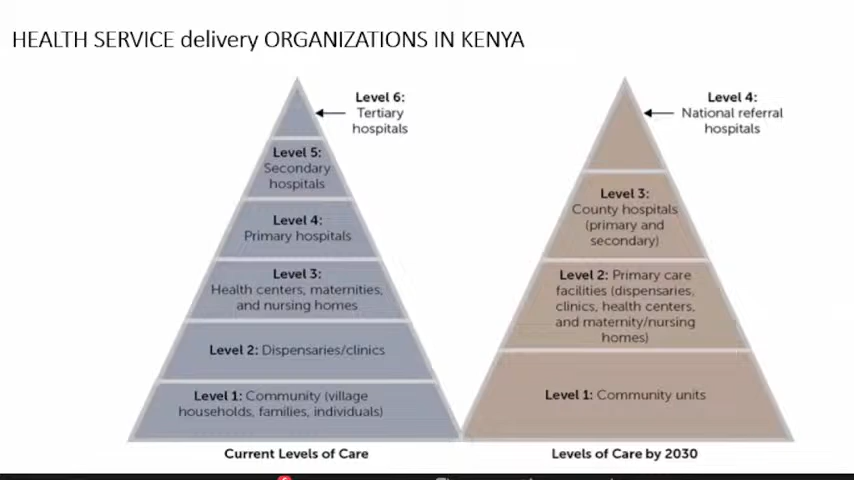 HEALTH SERVICE delivery ORGANIZATIONS IN KENYA
Level 6:
Tertiary
hospitals
Level 5:
Secondary
hospitals
Level 4:
Primary hospitals
Level 3:
Health centers, maternities,
and nursing homes
Level 2: Dispensaries/clinics
Level 1: Community (village
households, families, individuals)
Current Levels of Care
Level 4:
National referral
hospitals
Level 3:
County hospitals
(primary and
secondary)
Level 2: Primary care
facilities (dispensaries,
clinics, health centers,
and maternity/nursing
homes)
Level 1: Community units
Levels of Care by 2030